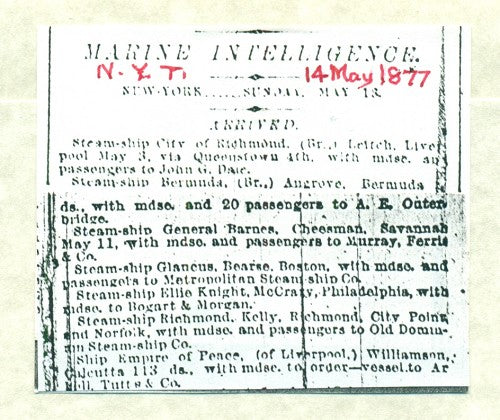 MARINE INTELLIGENCE.
N.Y.T. 14 May 1877
NEW-YORK.....SUNDAY, MAY 13.
ARRIVED.
Steam-ship City of Richmond, (Br.,) Leitch, Live
pool May 3, via Queenstown 4th, with mdse. an
passengers to John G. Dale.
Steam-ship Bermuda, (Br.,) Angrove, Bermuda
ds., with mdse. and 20 passengers to A. E. Outer
bridge.
Steam-ship General Barnes, Cheesman, Savannah
May 11, with mdse. and passengers to Murray, Ferris
& Co.
Steam-ship Glaucus, Bearse, Boston, with mdse. and
passengers to Metropolitan Steam-ship Co.
Steam-ship Ellie Knight, McCrazy, Philadelphia, with
mdse. to Bogart & Morgan.
Steam-ship Richmond, Kelly, Richmond, City Point
and Norfolk, with mdse. and passengers to Old Domin
on Steam-ship Co.
Ship Empire of Peace, (of Liverpool,) Williamson,
Calcutta 113 ds., with mdse. to order—vessel to Ar
Tufts & Co.